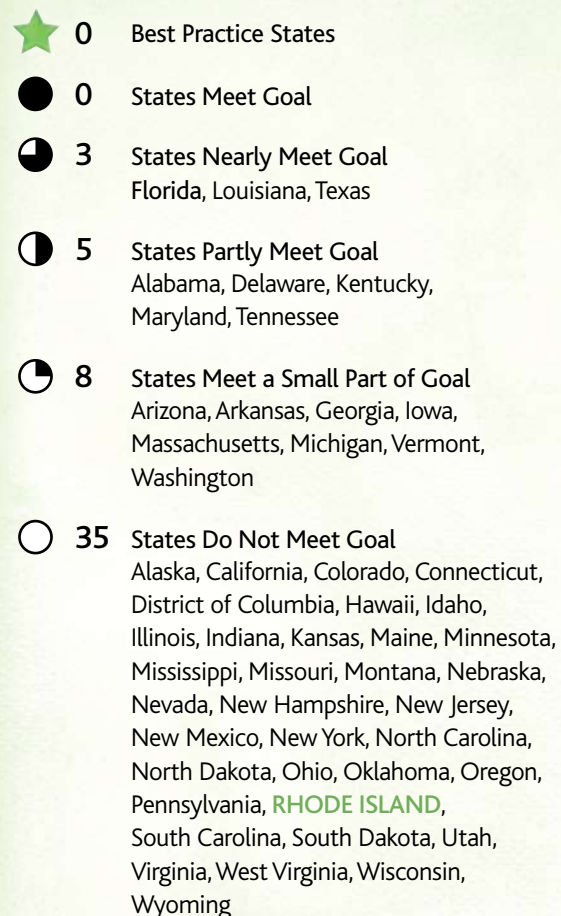 0 Best Practice States
0 States Meet Goal
3 States Nearly Meet Goal
Florida, Louisiana, Texas
5 States Partly Meet Goal
Alabama, Delaware, Kentucky,
Maryland, Tennessee
8 States Meet a Small Part of Goal
Arizona, Arkansas, Georgia, Iowa,
Massachusetts, Michigan, Vermont,
Washington
35 States Do Not Meet Goal
Alaska, California, Colorado, Connecticut,
District of Columbia, Hawaii, Idaho,
Illinois, Indiana, Kansas, Maine, Minnesota,
Mississippi, Missouri, Montana, Nebraska,
Nevada, New Hampshire, New Jersey,
New Mexico, New York, North Carolina,
North Dakota, Ohio, Oklahoma, Oregon,
Pennsylvania, RHODE ISLAND,
South Carolina, South Dakota, Utah,
Virginia, West Virginia, Wisconsin,
Wyoming